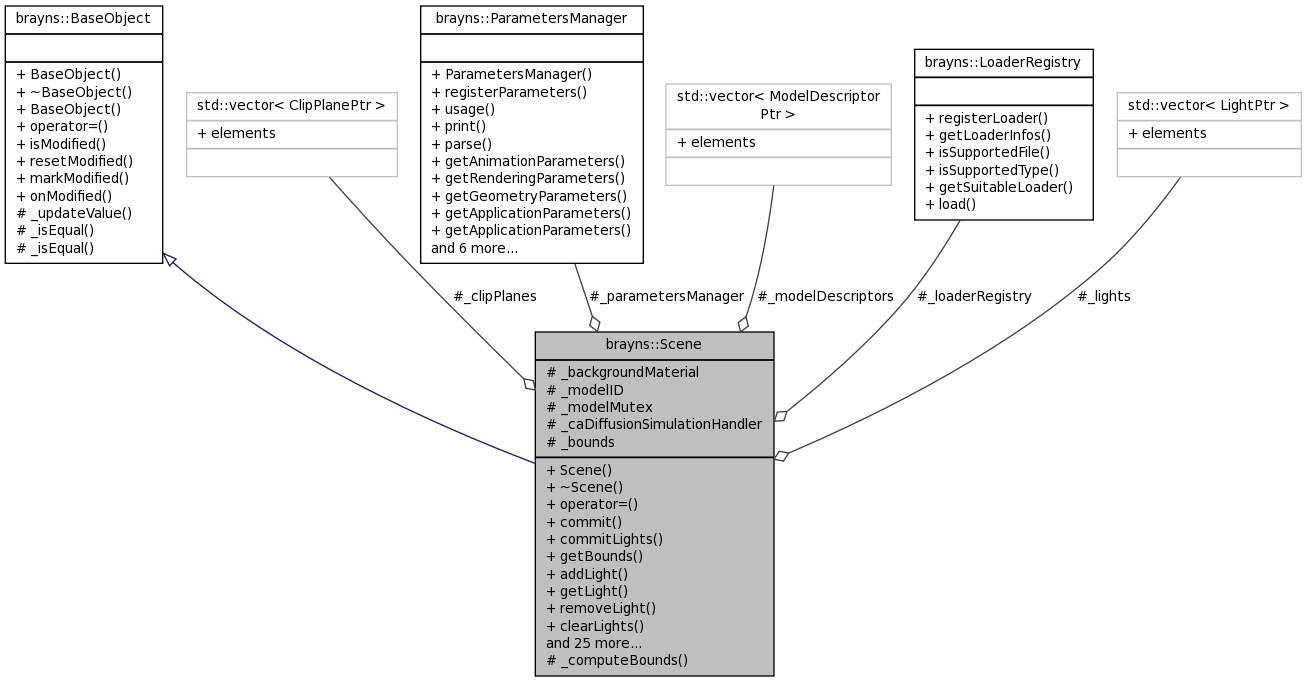 brayns::BaseObject
+ BaseObject()
+ ~BaseObject()
+ BaseObject()
+ operator=()
+ isModified()
+ resetModified()
+ markModified()
+ onModified()
# _updateValue()
# _isEqual()
# _isEqual()
std::vector< ClipPlanePtr >
+ elements
brayns::ParametersManager
+ ParametersManager()
+ registerParameters()
+ usage()
+ print()
+ parse()
+ getAnimationParameters()
+ getRenderingParameters()
+ getGeometryParameters()
+ getApplicationParameters()
+ getApplicationParameters()
and 6 more...
std::vector< ModelDescriptor
Ptr >
+ elements
brayns::LoaderRegistry
+ registerLoader()
+ getLoaderInfos()
+ isSupportedFile()
+ isSupportedType()
+ getSuitableLoader()
+ load()
std::vector< LightPtr >
+ elements
#_clipPlanes
#_parametersManager
#_modelDescriptors
#_loaderRegistry
#_lights
brayns::Scene
# _backgroundMaterial
# _modelID
# _modelMutex
# _caDiffusionSimulationHandler
# _bounds
+ Scene()
+ ~Scene()
+ operator=()
+ commit()
+ commitLights()
+ getBounds()
+ addLight()
+ getLight()
+ removeLight()
+ clearLights()
and 25 more...
# _computeBounds()